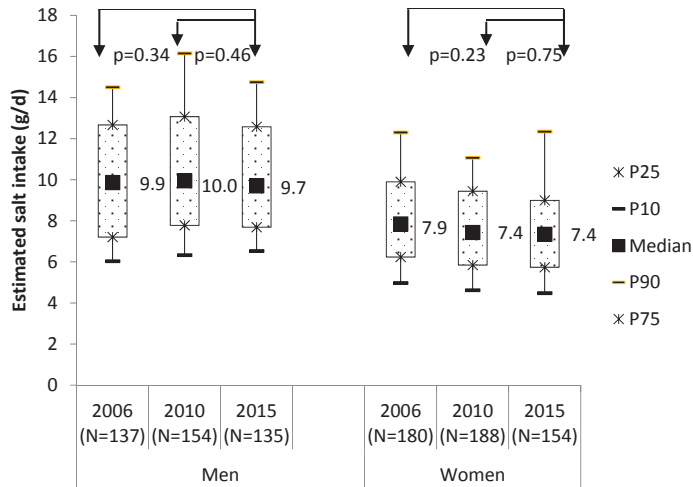 Estimated salt intake (g/d)
18
16
14
12
10
8
6
4
2
0
p=0.34
p=0.46
p=0.23
p=0.75
9.9
10.0
9.7
7.9
7.4
7.4
2006
(N=137)
2010
(N=154)
2015
(N=135)
2006
(N=180)
2010
(N=188)
2015
(N=154)
Men
Women
P25
P10
Median
P90
P75